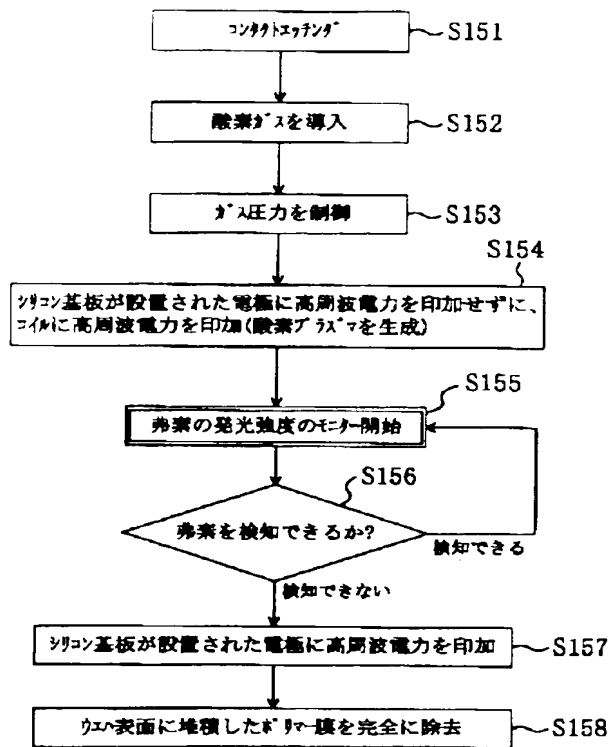 コンタクトエッチング
S151
酸素ガスを導入
S152
ガス圧力を制御
S153
S154
シリコン基板が設置された電極に高周波電力を印加せずに、
コイルに高周波電力を印加(酸素プラズマを生成)
S155
弗素の発光強度のモニター開始
S156
弗素を検知できるか?
検知できる
検知できない
シリコン基板が設置された電極に高周波電力を印加
S157
ウエハ表面に堆積したポリマー膜を完全に除去
S158